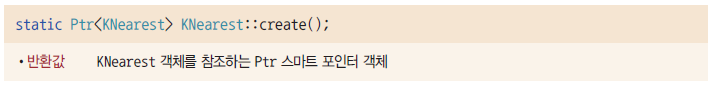 static Ptr<KNearest> KNearest::create();
• 반환값 KNearest 객체를 참조하는 Ptr 스마트 포인터 객체